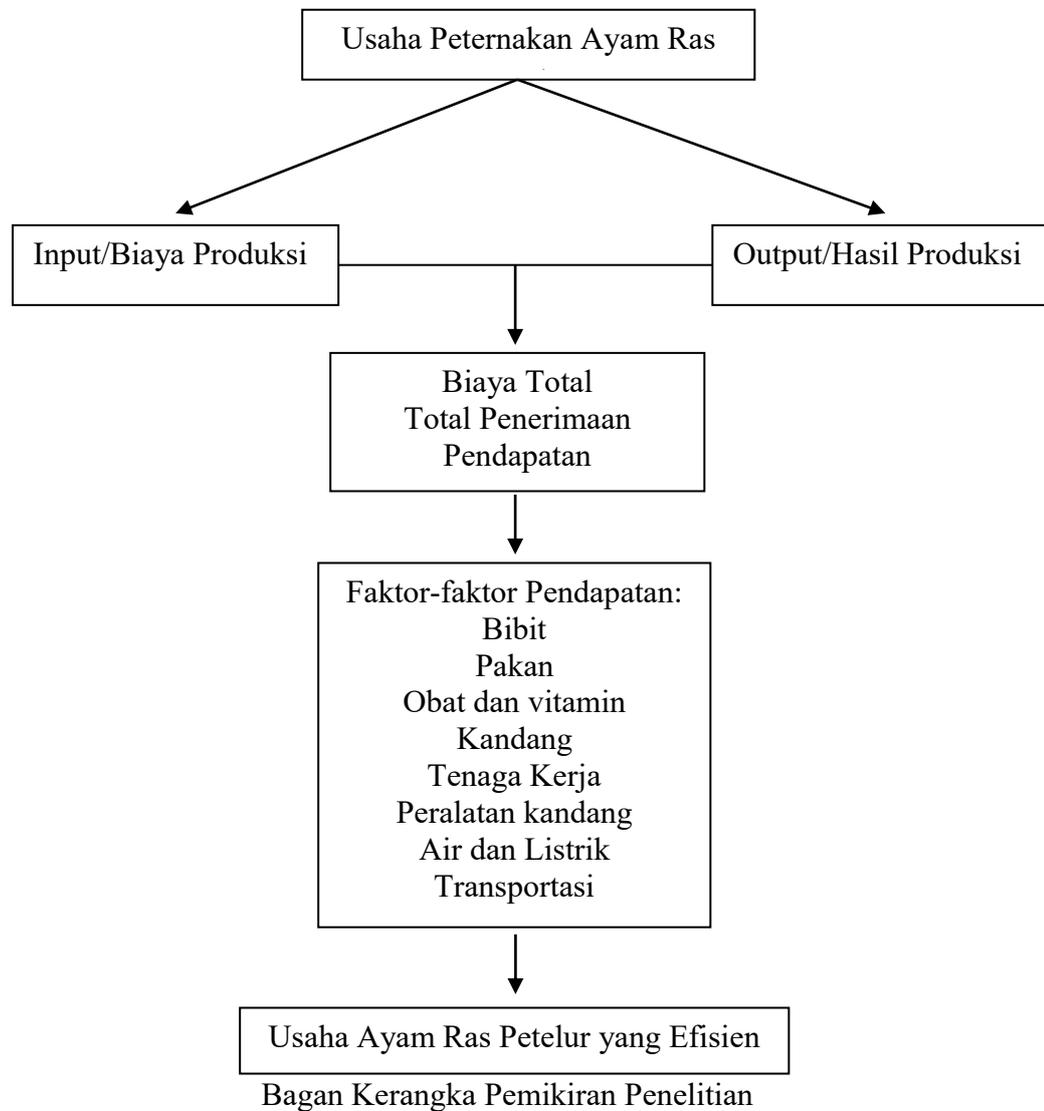 Usaha Peternakan Ayam Ras
Input/Biaya Produksi
Output/Hasil Produksi
Biaya Total
Total Penerimaan
Pendapatan
Faktor-faktor Pendapatan:
Bibit
Pakan
Obat dan vitamin
Kandang
Tenaga Kerja
Peralatan kandang
Air dan Listrik
Transportasi
Usaha Ayam Ras Petelur yang Efisien
Bagan Kerangka Pemikiran Penelitian